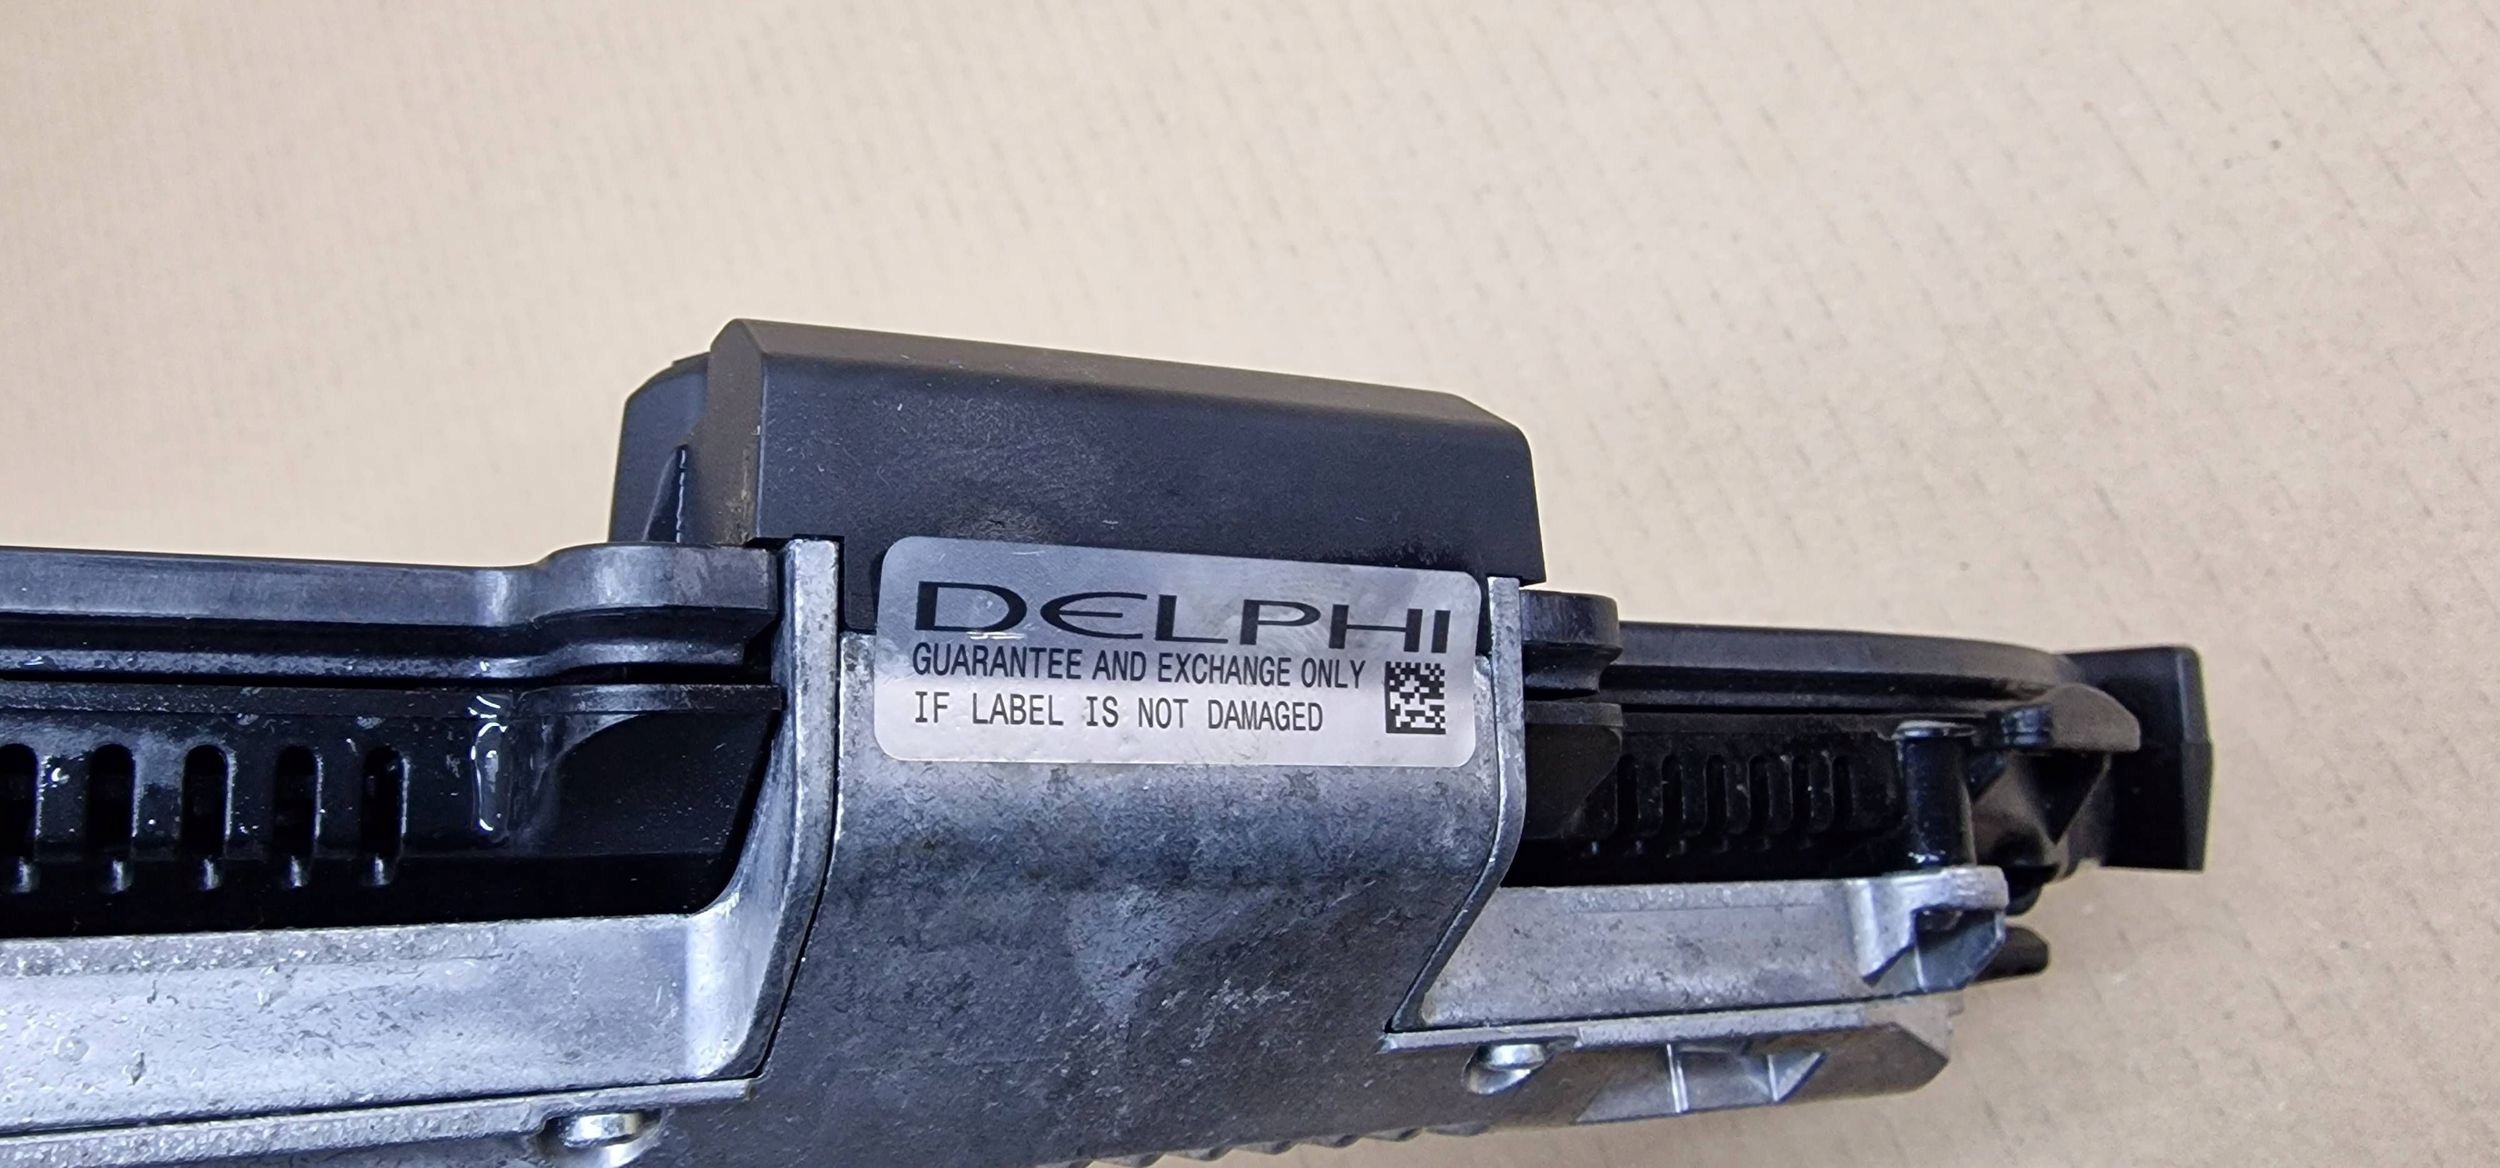 DELPHI
GUARANTEE AND EXCHANGE ONLY
IF LABEL IS NOT DAMAGED